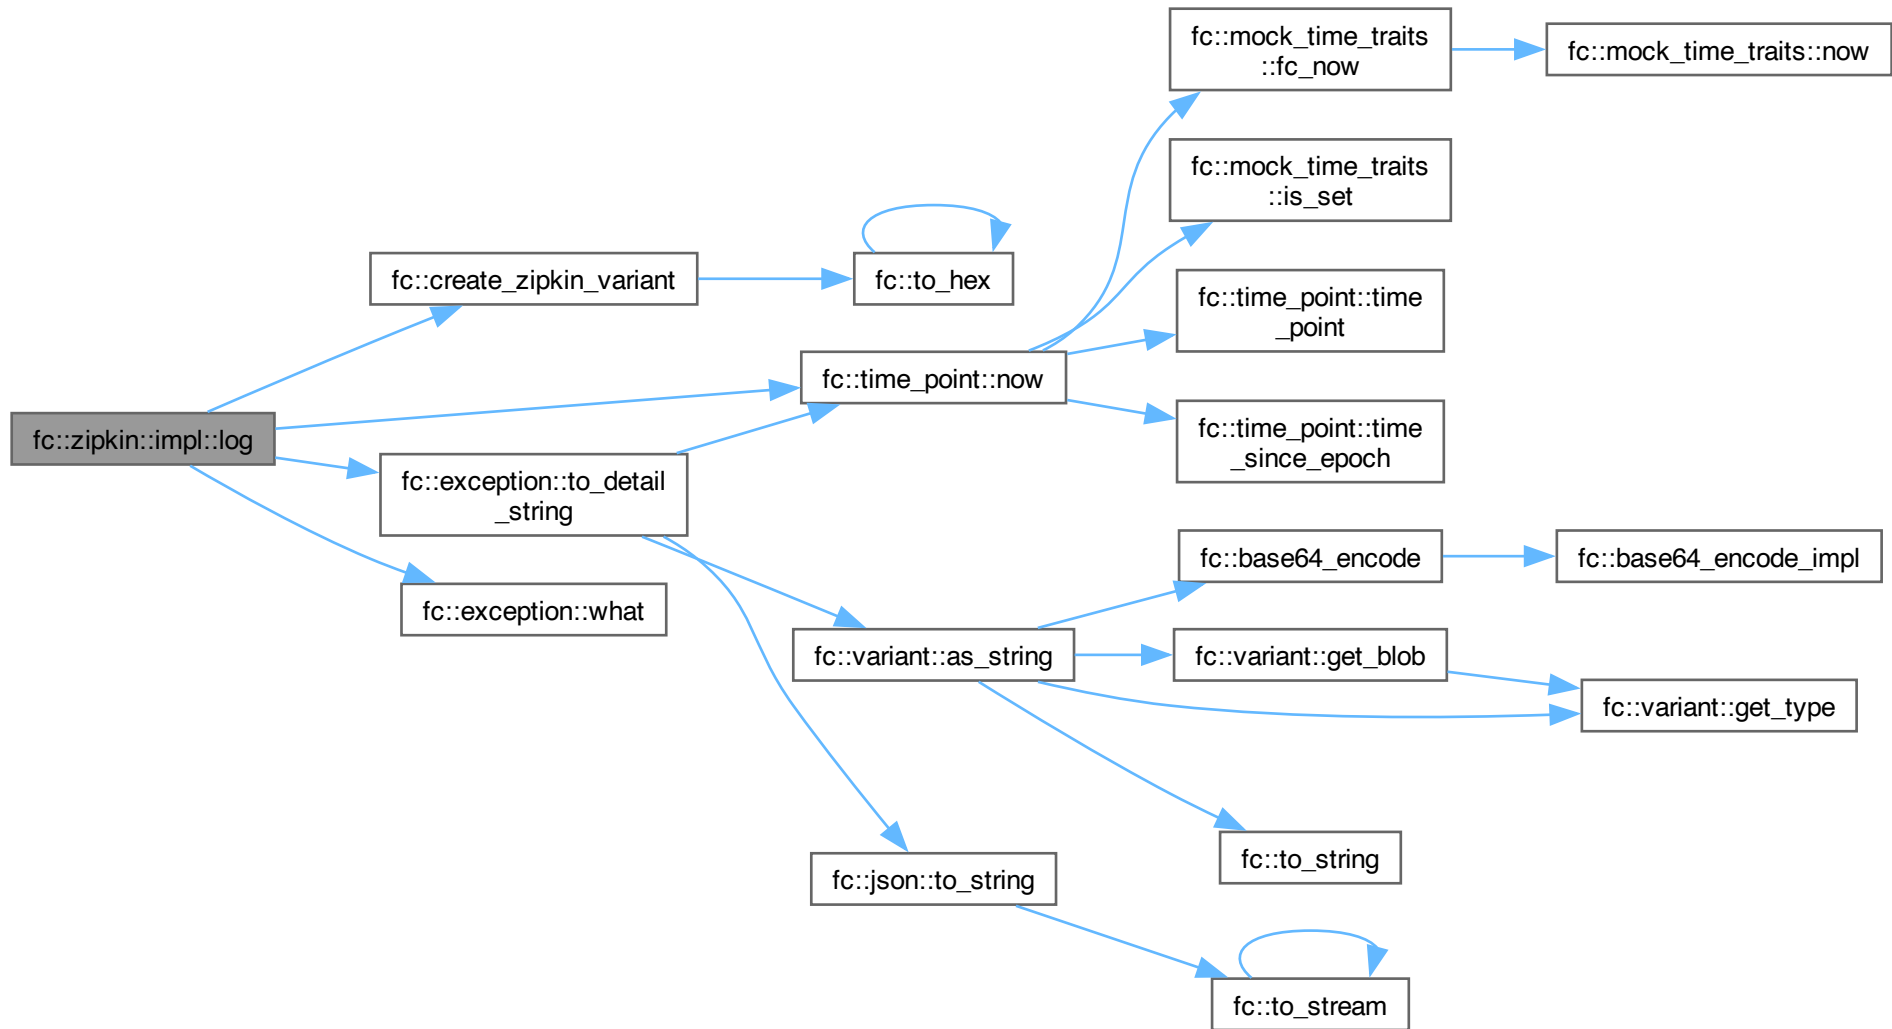 fc::mock_time_traits
::fc_now
fc::mock_time_traits::now
fc::mock_time_traits
::is_set
fc::create_zipkin_variant
fc::to_hex
fc::time_point::time
_point
fc::time_point::now
fc::zipkin::impl::log
fc::time_point::time
_since_epoch
fc::exception::to_detail
_string
fc::base64_encode
fc::base64_encode_impl
fc::exception::what
fc::variant::as_string
fc::variant::get_blob
fc::variant::get_type
fc::to_string
fc::json::to_string
fc::to_stream